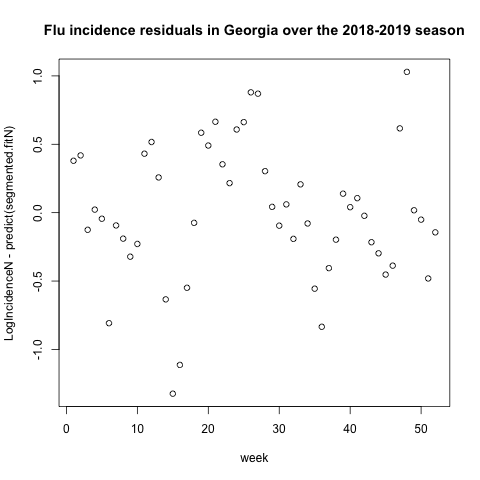 Flu incidence residuals in Georgia over the 2018-2019 season
LogIncidenceN - predict(segmented.fitN)
1.0
0.5
0.0
-0.5
-1.0
0 10 20 30 40 50
week